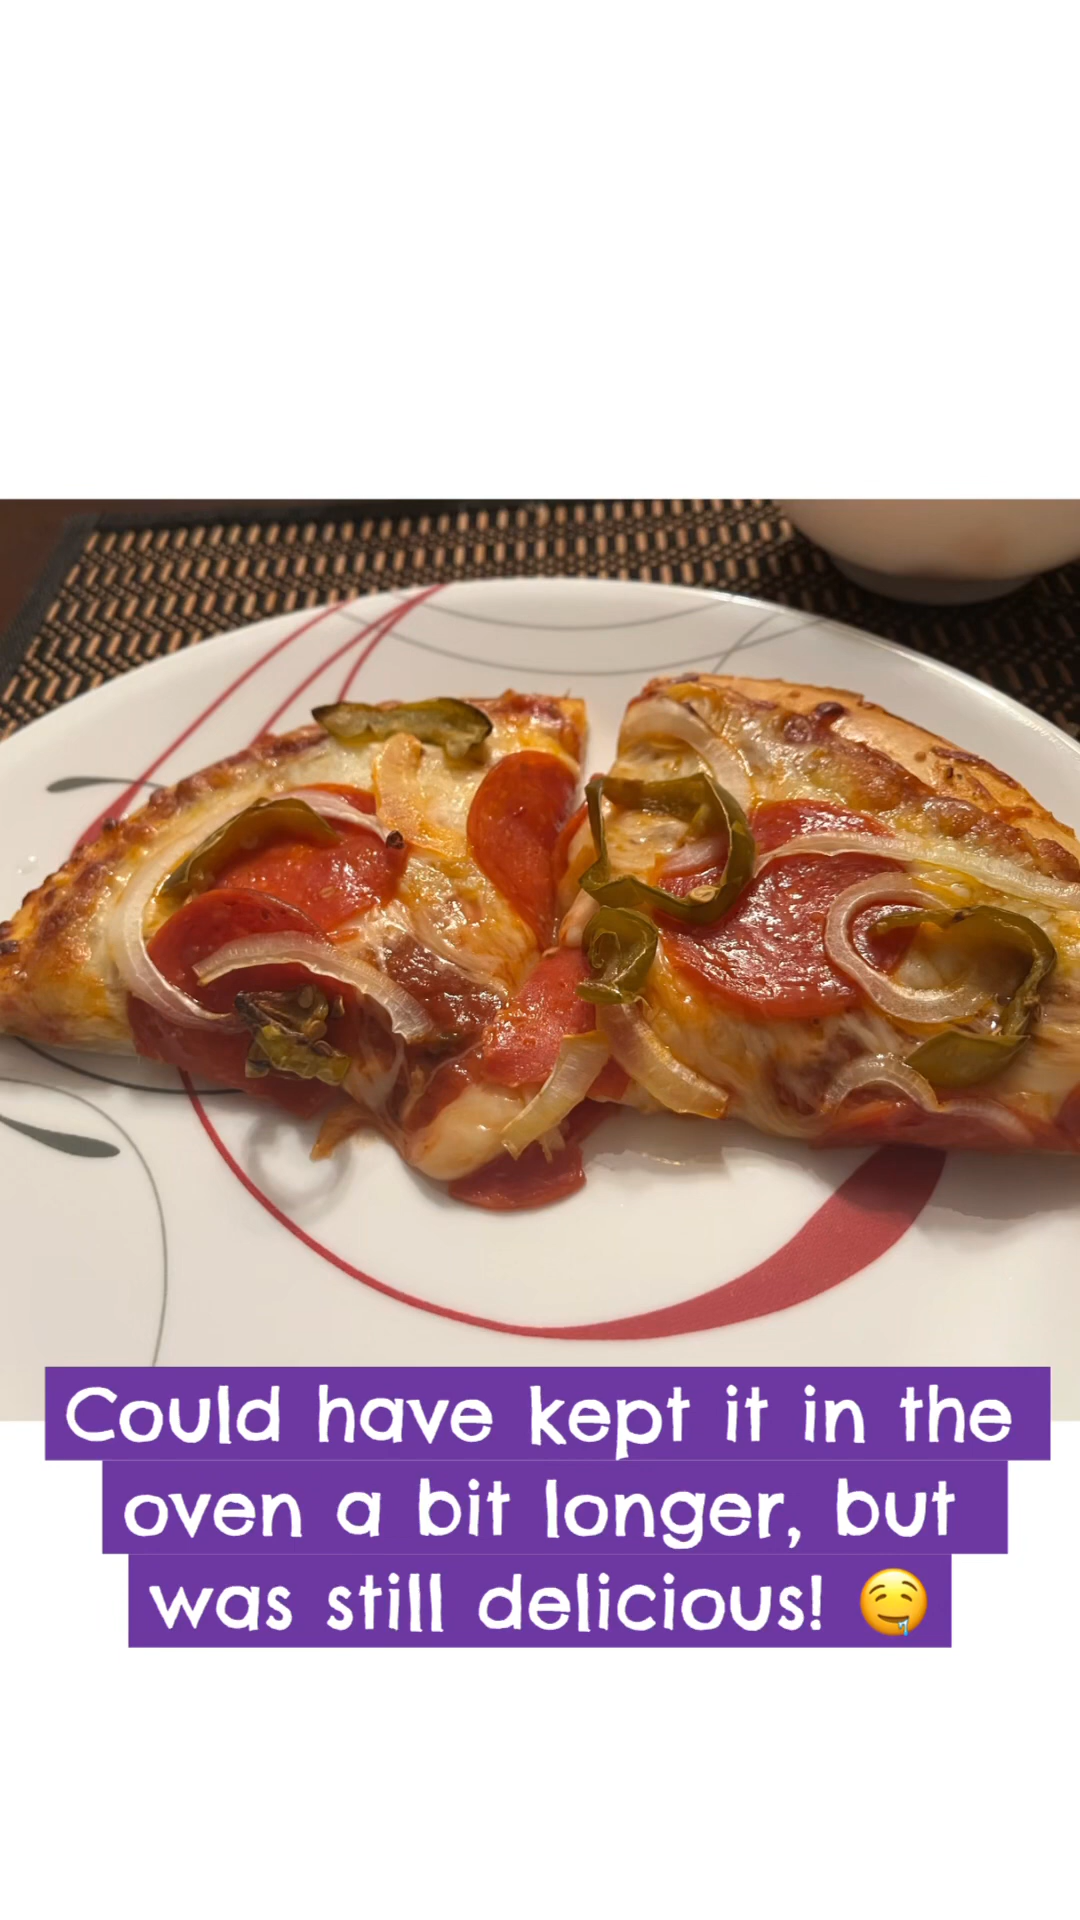 Could have kept it in the
oven a bit longer, but
was still delicious! 🤤